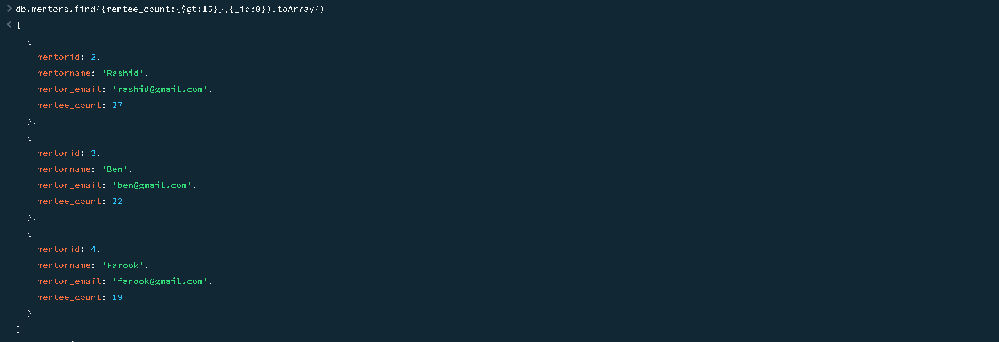 > db.mentors.find({mentee_count:{$gt:15}},{_id:0}).toArray()
< [
{
mentorid: 2,
mentorname: 'Rashid',
mentor_email: 'rashid@gmail.com',
mentee_count: 27
},
{
mentorid: 3,
mentorname: 'Ben',
mentor_email: 'ben@gmail.com',
mentee_count: 22
},
{
mentorid: 4,
mentorname: 'Farook',
mentor_email: 'farook@gmail.com',
mentee_count: 19
}
]